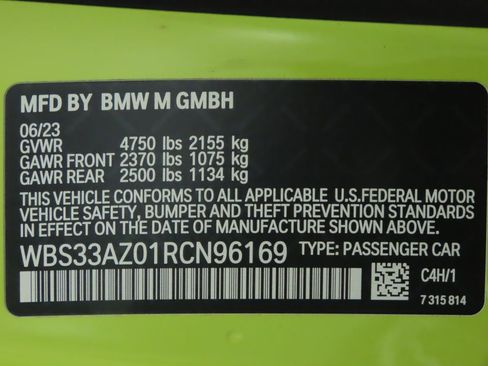 MFD BY BMW M GMBH
06/23
GVWR 4750 lbs 2155 kg
GAWR FRONT 2370 lbs 1075 kg
GAWR REAR 2500 lbs 1134 kg
THIS VEHICLE CONFORMS TO ALL APPLICABLE U.S.FEDERAL MOTOR
VEHICLE SAFETY, BUMPER AND THEFT PREVENTION STANDARDS
IN EFFECT ON THE DATE OF MANUFACTURE SHOWN ABOVE.
WBS33AZ01RCN96169 TYPE: PASSENGER CAR
C4H/1
7 315 814